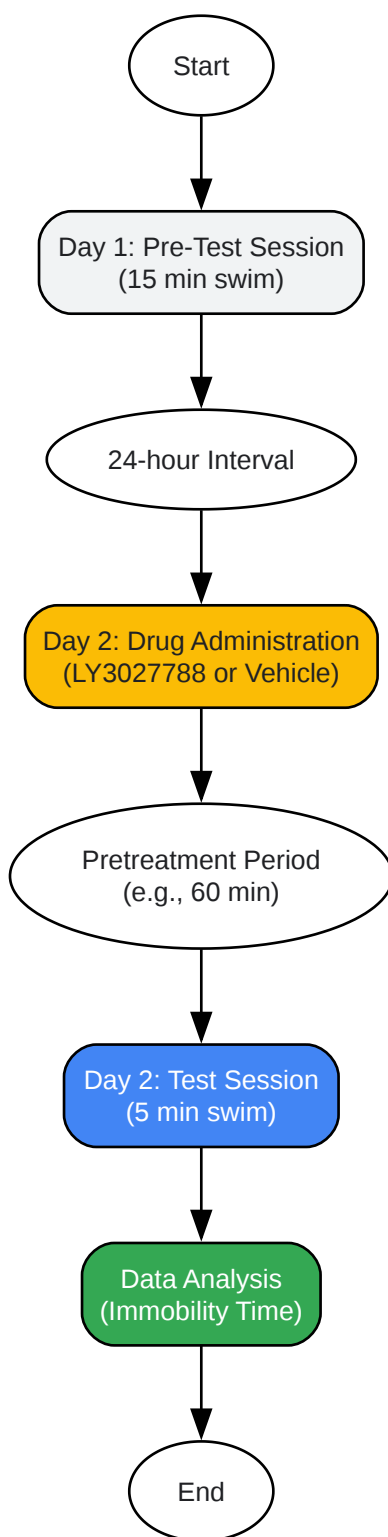 Start
Day 1: Pre-Test Session
(15 min swim)
24-hour Interval
Day 2: Drug Administration
(LY3027788 or Vehicle)
Pretreatment Period
(e.g., 60 min)
Day 2: Test Session
(5 min swim)
Data Analysis
(Immobility Time)
End